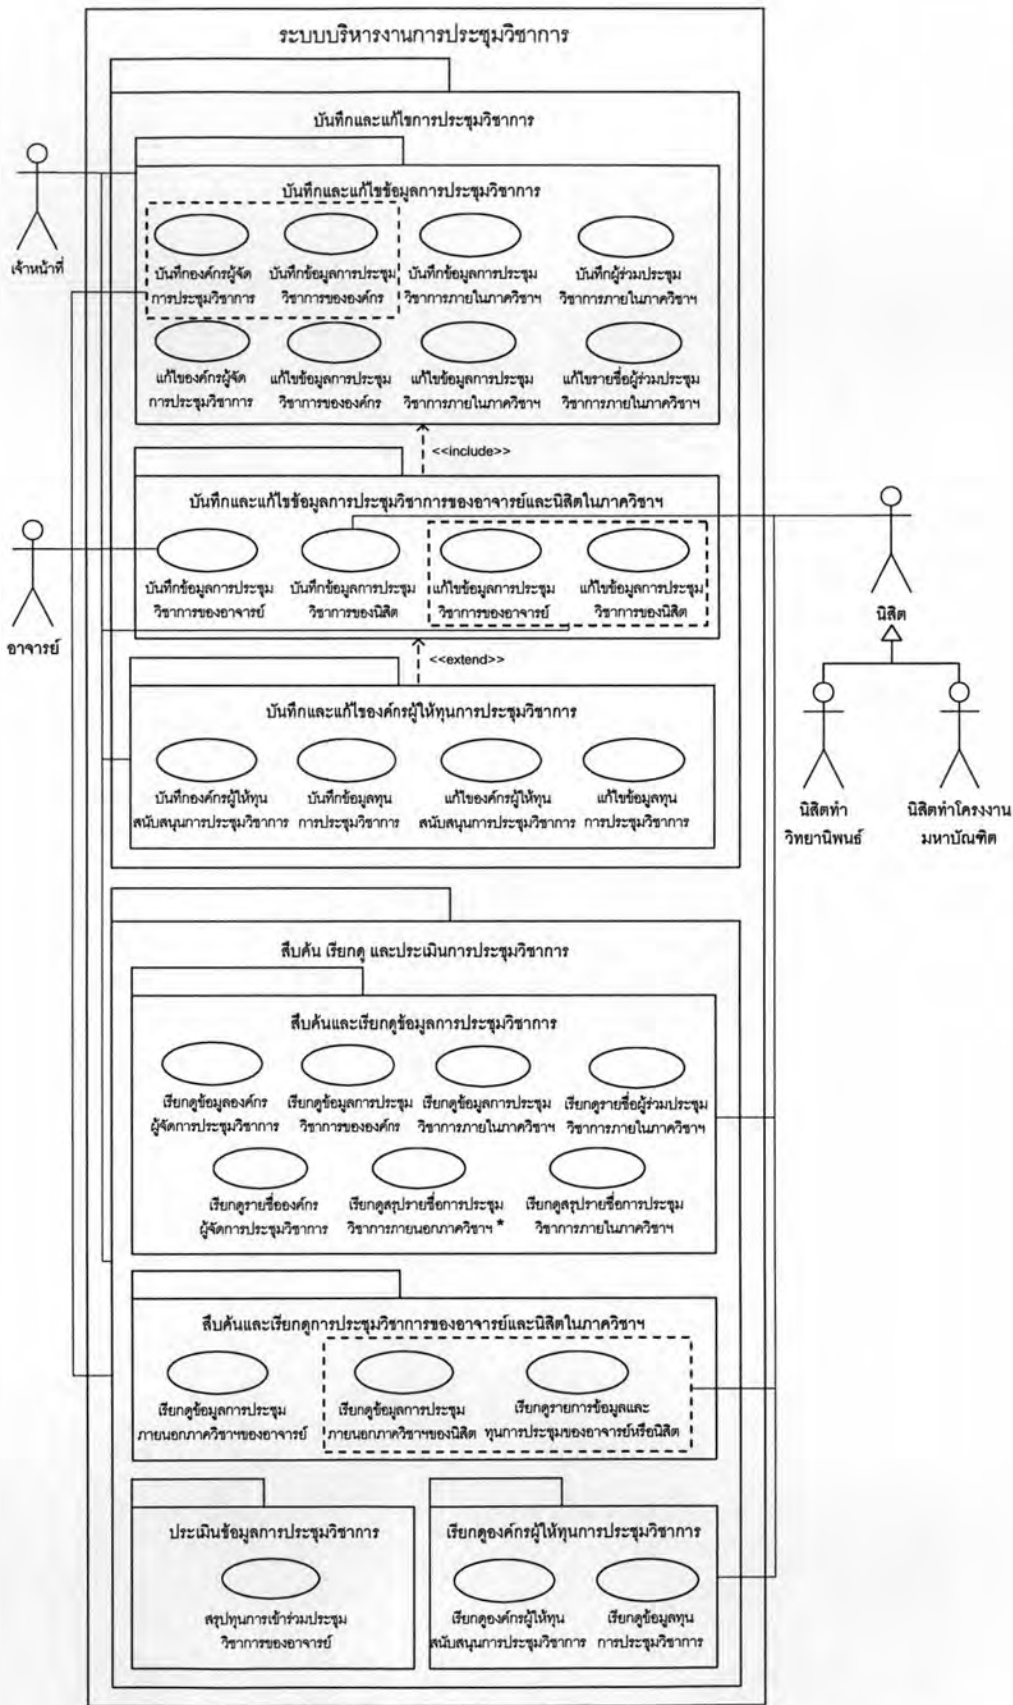 ระบบบริหารงานการประชุมวิชาการ
บันทึกและแก้ไขการประชุมวิชาการ
บันทึกและแก้ไขข้อมูลการประชุมวิชาการ
เจ้าหน้าที่
บันทึกองค์กรผู้จัด
การประชุมวิชาการ
บันทึกข้อมูลการประชุม
วิชาการขององค์กร
บันทึกข้อมูลการประชุม
วิชาการภายในภาควิชาฯ
บันทึกผู้ร่วมประชุม
วิชาการภายในภาควิชาฯ
แก้ไของค์กรผู้จัด
การประชุมวิชาการ
แก้ไขข้อมูลการประชุม
วิชาการขององค์กร
แก้ไขข้อมูลการประชุม
วิชาการภายในภาควิชาฯ
แก้ไขรายชื่อผู้ร่วมประชุม
วิชาการภายในภาควิชาฯ
<<include>>
บันทึกและแก้ไขข้อมูลการประชุมวิชาการของอาจารย์และนิสิตในภาควิชาฯ
อาจารย์
บันทึกข้อมูลการประชุม
วิชาการของอาจารย์
บันทึกข้อมูลการประชุม
วิชาการของนิสิต
แก้ไขข้อมูลการประชุม
วิชาการของอาจารย์
แก้ไขข้อมูลการประชุม
วิชาการของนิสิต
นิสิต
<<extend>>
บันทึกและแก้ไของค์กรผู้ให้ทุนการประชุมวิชาการ
บันทึกองค์กรผู้ให้ทุน
สนับสนุนการประชุมวิชาการ
บันทึกข้อมูลทุน
การประชุมวิชาการ
แก้ไของค์กรผู้ให้ทุน
สนับสนุนการประชุมวิชาการ
แก้ไขข้อมูลทุน
การประชุมวิชาการ
นิสิตทำ
วิทยานิพนธ์
นิสิตทำโครงงาน
มหาบัณฑิต
สืบค้น เรียกดู และประเมินการประชุมวิชาการ
สืบค้นและเรียกดูข้อมูลการประชุมวิชาการ
เรียกดูข้อมูลองค์กร
ผู้จัดการประชุมวิชาการ
เรียกดูข้อมูลการประชุม
วิชาการขององค์กร
เรียกดูข้อมูลการประชุม
วิชาการภายในภาควิชาฯ
เรียกดูรายชื่อผู้ร่วมประชุม
วิชาการภายในภาควิชาฯ
เรียกดูรายชื่อองค์กร
ผู้จัดการประชุมวิชาการ
เรียกดูสรุปรายชื่อการประชุม
วิชาการภายนอกภาควิชาฯ *
เรียกดูสรุปรายชื่อการประชุม
วิชาการภายในภาควิชาฯ
สืบค้นและเรียกดูการประชุมวิชาการของอาจารย์และนิสิตในภาควิชาฯ
เรียกดูข้อมูลการประชุม
ภายนอกภาควิชาฯของอาจารย์
เรียกดูข้อมูลการประชุม
ภายนอกภาควิชาฯของนิสิต
เรียกดูรายการข้อมูลและ
ทุนการประชุมของอาจารย์หรือนิสิต
ประเมินข้อมูลการประชุมวิชาการ
สรุปทุนการเข้าร่วมประชุม
วิชาการของอาจารย์
เรียกดูองค์กรผู้ให้ทุนการประชุมวิชาการ
เรียกดูองค์กรผู้ให้ทุน
สนับสนุนการประชุมวิชาการ
เรียกดูข้อมูลทุน
การประชุมวิชาการ